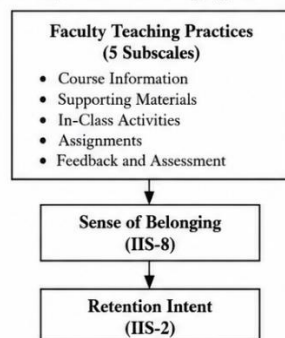 Faculty Teaching Practices
(5 Subscales)
• Course Information
• Supporting Materials
• In-Class Activities
• Assignments
• Feedback and Assessment
Sense of Belonging
(IIS-8)
Retention Intent
(IIS-2)